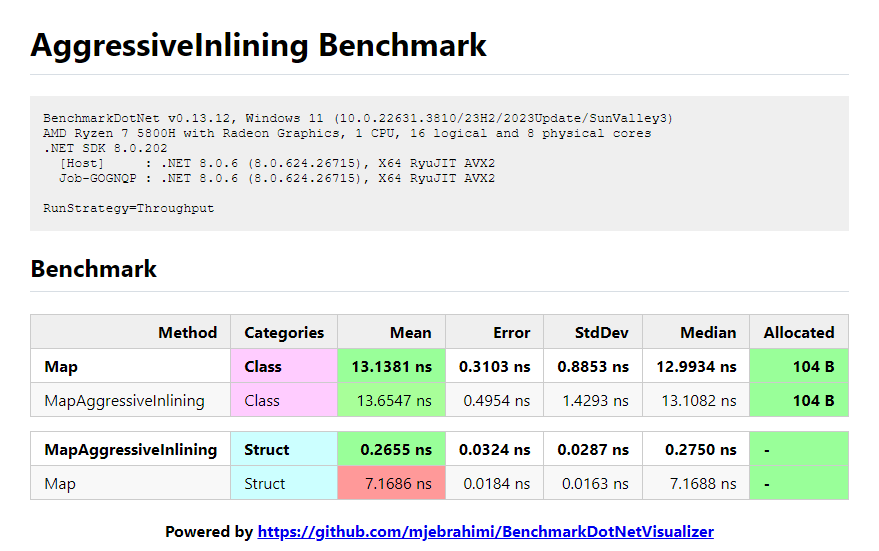 AggressiveInlining Benchmark
BenchmarkDotNet v0.13.12, Windows 11 (10.0.22631.3810/23H2/2023Update/SunValley3)
AMD Ryzen 7 5800H with Radeon Graphics, 1 CPU, 16 logical and 8 physical cores
.NET SDK 8.0.202
[Host]     : .NET 8.0.6 (8.0.624.26715), X64 RyuJIT AVX2
Job-GOGNQP : .NET 8.0.6 (8.0.624.26715), X64 RyuJIT AVX2
RunStrategy=Throughput
Benchmark
Method Categories Mean Error StdDev Median Allocated
Map Class 13.1381 ns 0.3103 ns 0.8853 ns 12.9934 ns 104 B
MapAggressiveInlining Class 13.6547 ns 0.4954 ns 1.4293 ns 13.1082 ns 104 B
MapAggressiveInlining Struct 0.2655 ns 0.0324 ns 0.0287 ns 0.2750 ns -
Map Struct 7.1686 ns 0.0184 ns 0.0163 ns 7.1688 ns -
Powered by https://github.com/mjebrahimi/BenchmarkDotNetVisualizer